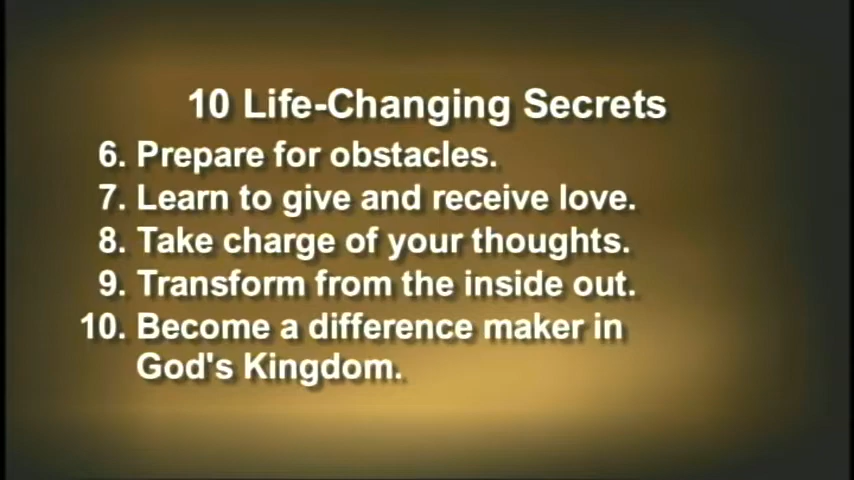 10 Life-Changing Secrets
6. Prepare for obstacles.
7. Learn to give and receive love.
8. Take charge of your thoughts.
9. Transform from the inside out.
10. Become a difference maker in
God's Kingdom.